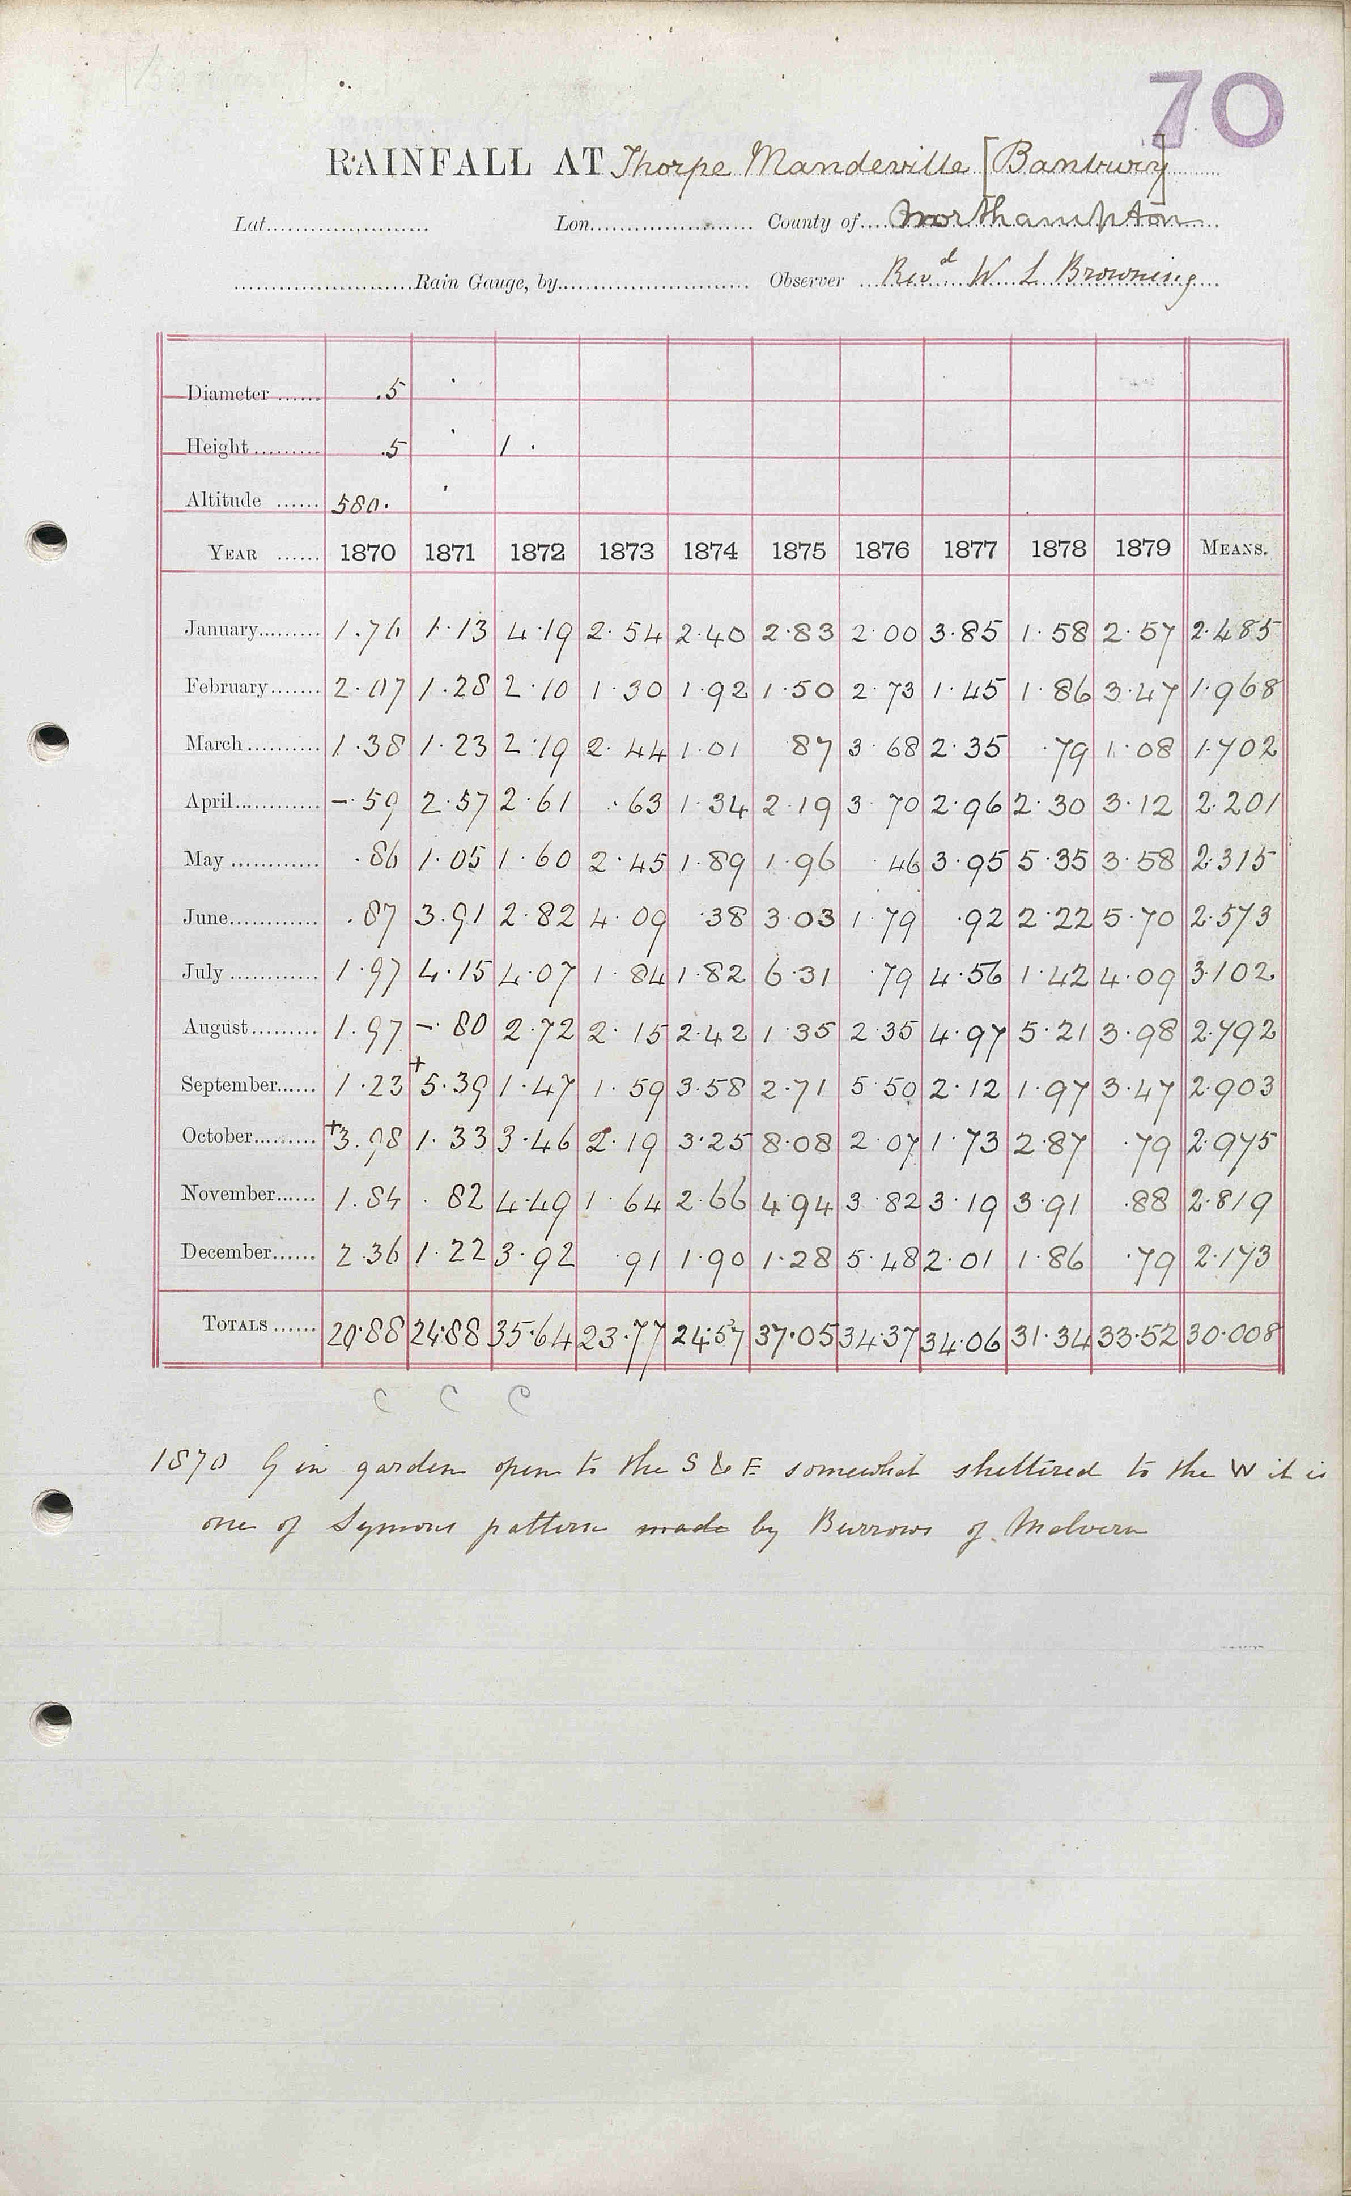 70
RAINFALL AT Thorpe Mandeville [Banbury]
Lat. Lon. County of Northampton
Rain Gauge, by Observer Revd W L Browning
Diameter .5
Height .5 1
Altitude 580.
YEAR 1870 1871 1872 1873 1874 1875 1876 1877 1878 1879 MEANS.
January 1.76 1.13 4.19 2.54 2.40 2.83 2.00 3.85 1.58 2.57 2.485
February 2.07 1.28 2.10 1.30 1.92 1.50 2.73 1.45 1.86 3.47 1.968
March 1.38 1.23 2.19 2.44 1.01 .87 3.68 2.35 .79 1.08 1.702
April -.59 2.57 2.61 .63 1.34 2.19 3.70 2.96 2.30 3.12 2.201
May .86 1.05 1.60 2.45 1.89 1.96 .46 3.95 5.35 3.58 2.315
June .87 3.91 2.82 4.09 .38 3.03 1.79 .92 2.22 5.70 2.573
July 1.97 4.15 4.07 1.84 1.82 6.31 .79 4.56 1.42 4.09 3.102
August 1.97 -.80 2.72 2.15 2.42 1.35 2.35 4.97 5.21 3.98 2.792
September 1.23 +5.39 1.47 1.59 3.58 2.71 5.50 2.12 1.97 3.47 2.903
October +3.98 1.33 3.46 2.19 3.25 8.08 2.07 1.73 2.87 .79 2.975
November 1.84 .82 4.49 1.64 2.66 4.94 3.82 3.19 3.91 .88 2.819
December 2.36 1.22 3.92 .91 1.90 1.28 5.48 2.01 1.86 .79 2.173
TOTALS 20.88 24.88 35.64 23.77 24.57 37.05 34.37 34.06 31.34 33.52 30.008
C C C
1870 G in garden open to the S & E somewhat sheltered to the W it is
one of Symons pattern made by Burrows of Malvern